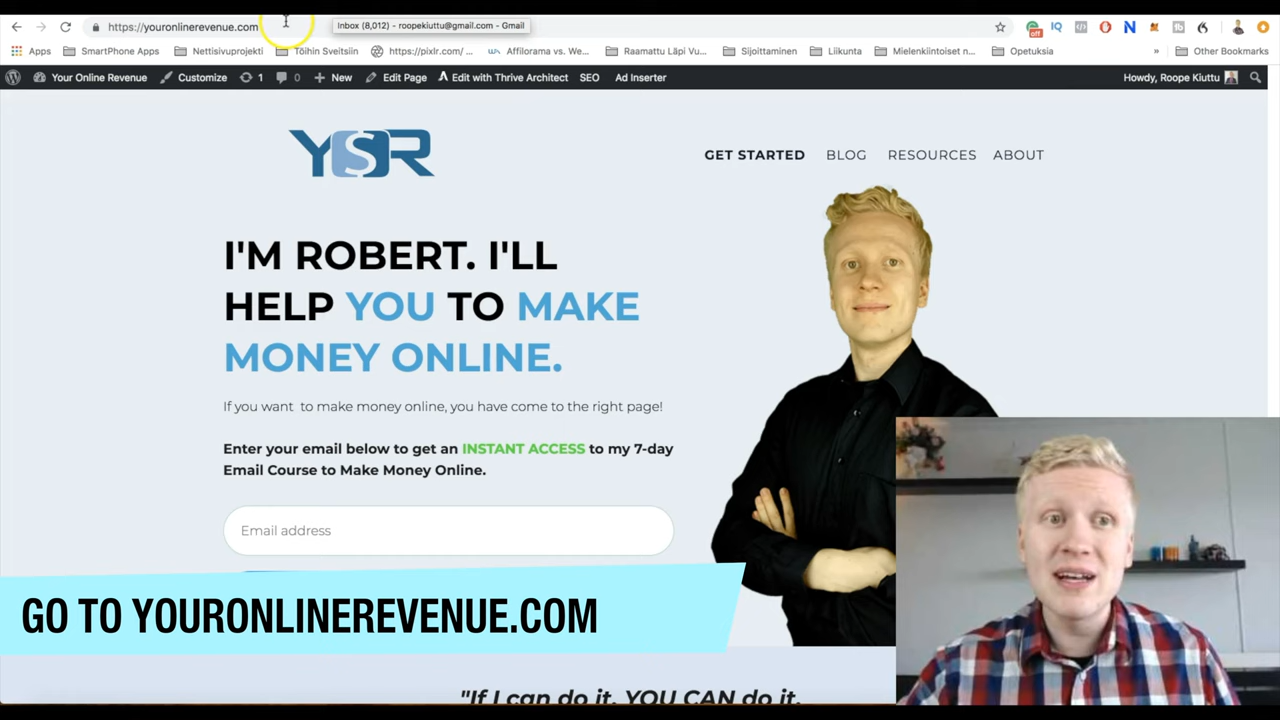 https://youronlinerevenue.com
Inbox (8,012) - roopekiuttu@gmail.com - Gmail
off
IQ
Apps
SmartPhone Apps
Nettisivuprojekti
Töihin Sveitsiin
https://pixlr.com/ ...
Affilorama vs. We...
Raamattu Läpi Vu...
Sijoittaminen
Liikunta
Mielenkiintoiset n...
Opetuksia
»
Other Bookmarks
Your Online Revenue
Customize
1
0
New
Edit Page
Edit with Thrive Architect
SEO
Ad Inserter
Howdy, Roope Kiuttu
YSR
GET STARTED
BLOG
RESOURCES
ABOUT
I'M ROBERT. I'LL
HELP YOU TO MAKE
MONEY ONLINE.
If you want to make money online, you have come to the right page!
Enter your email below to get an INSTANT ACCESS to my 7-day
Email Course to Make Money Online.
Email address
GO TO YOURONLINEREVENUE.COM
"If I can do it, YOU CAN do it.